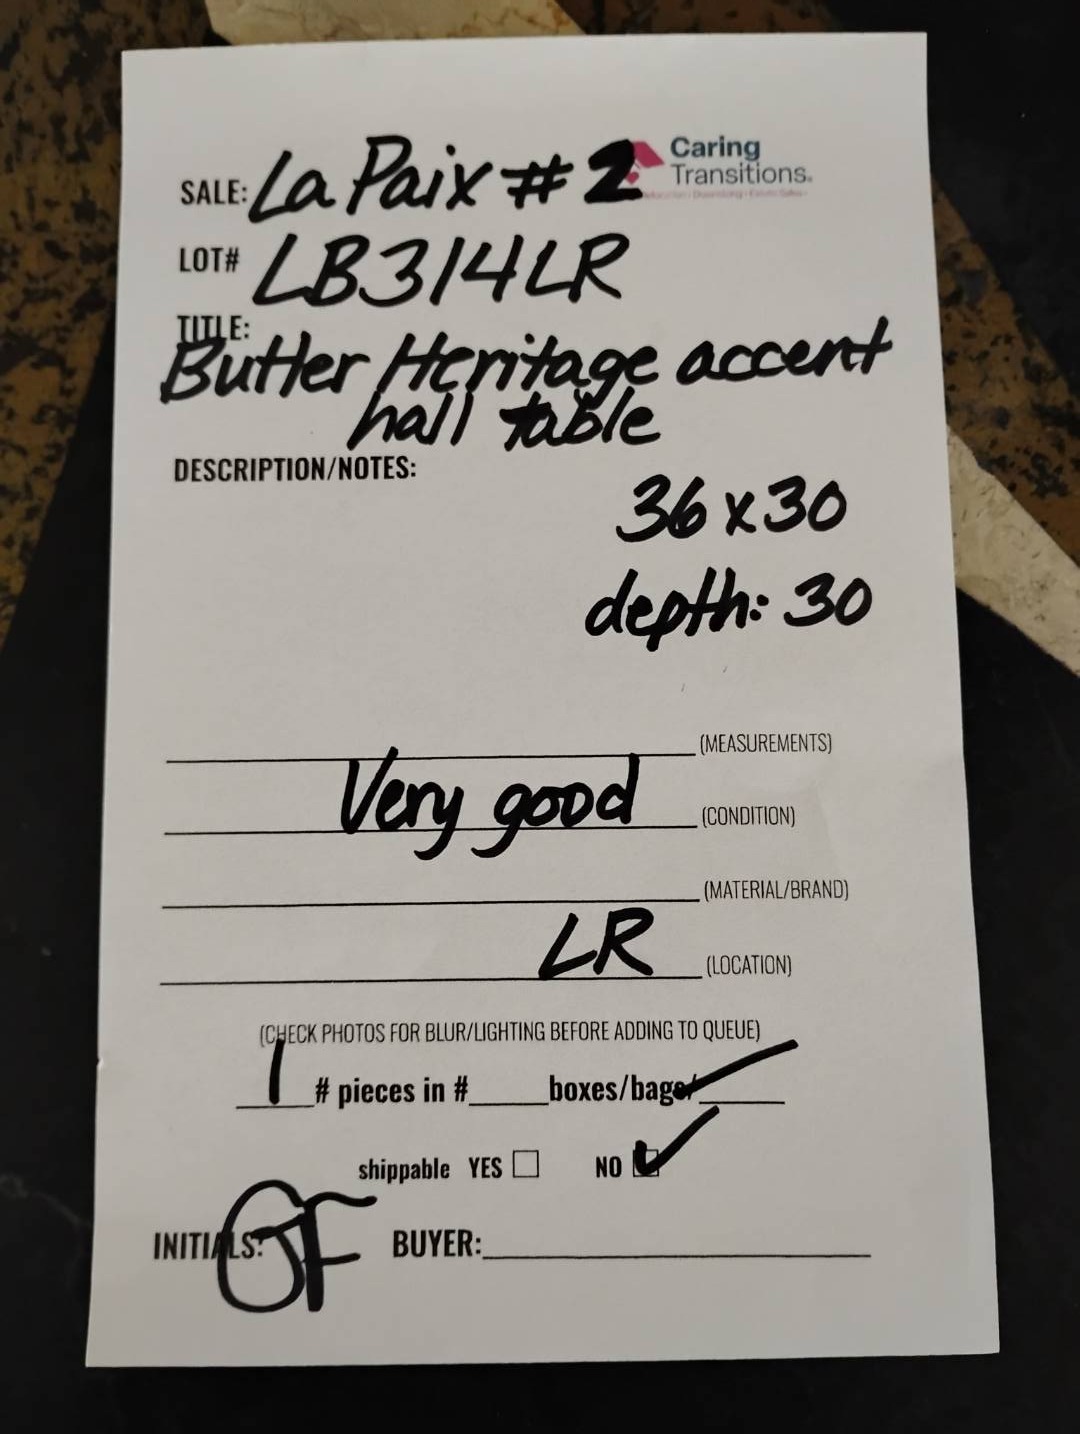 Caring
Transitions.
SALE: La Paix #2
LOT# LB314LR
TITLE:
Butler Heritage accent
hall table
DESCRIPTION/NOTES:
36 x 30
depth: 30
(MEASUREMENTS)
Very good (CONDITION)
(MATERIAL/BRAND)
LR (LOCATION)
(CHECK PHOTOS FOR BLUR/LIGHTING BEFORE ADDING TO QUEUE)
1 # pieces in # boxes/bags/
shippable YES NO
INITIALS: GF BUYER: